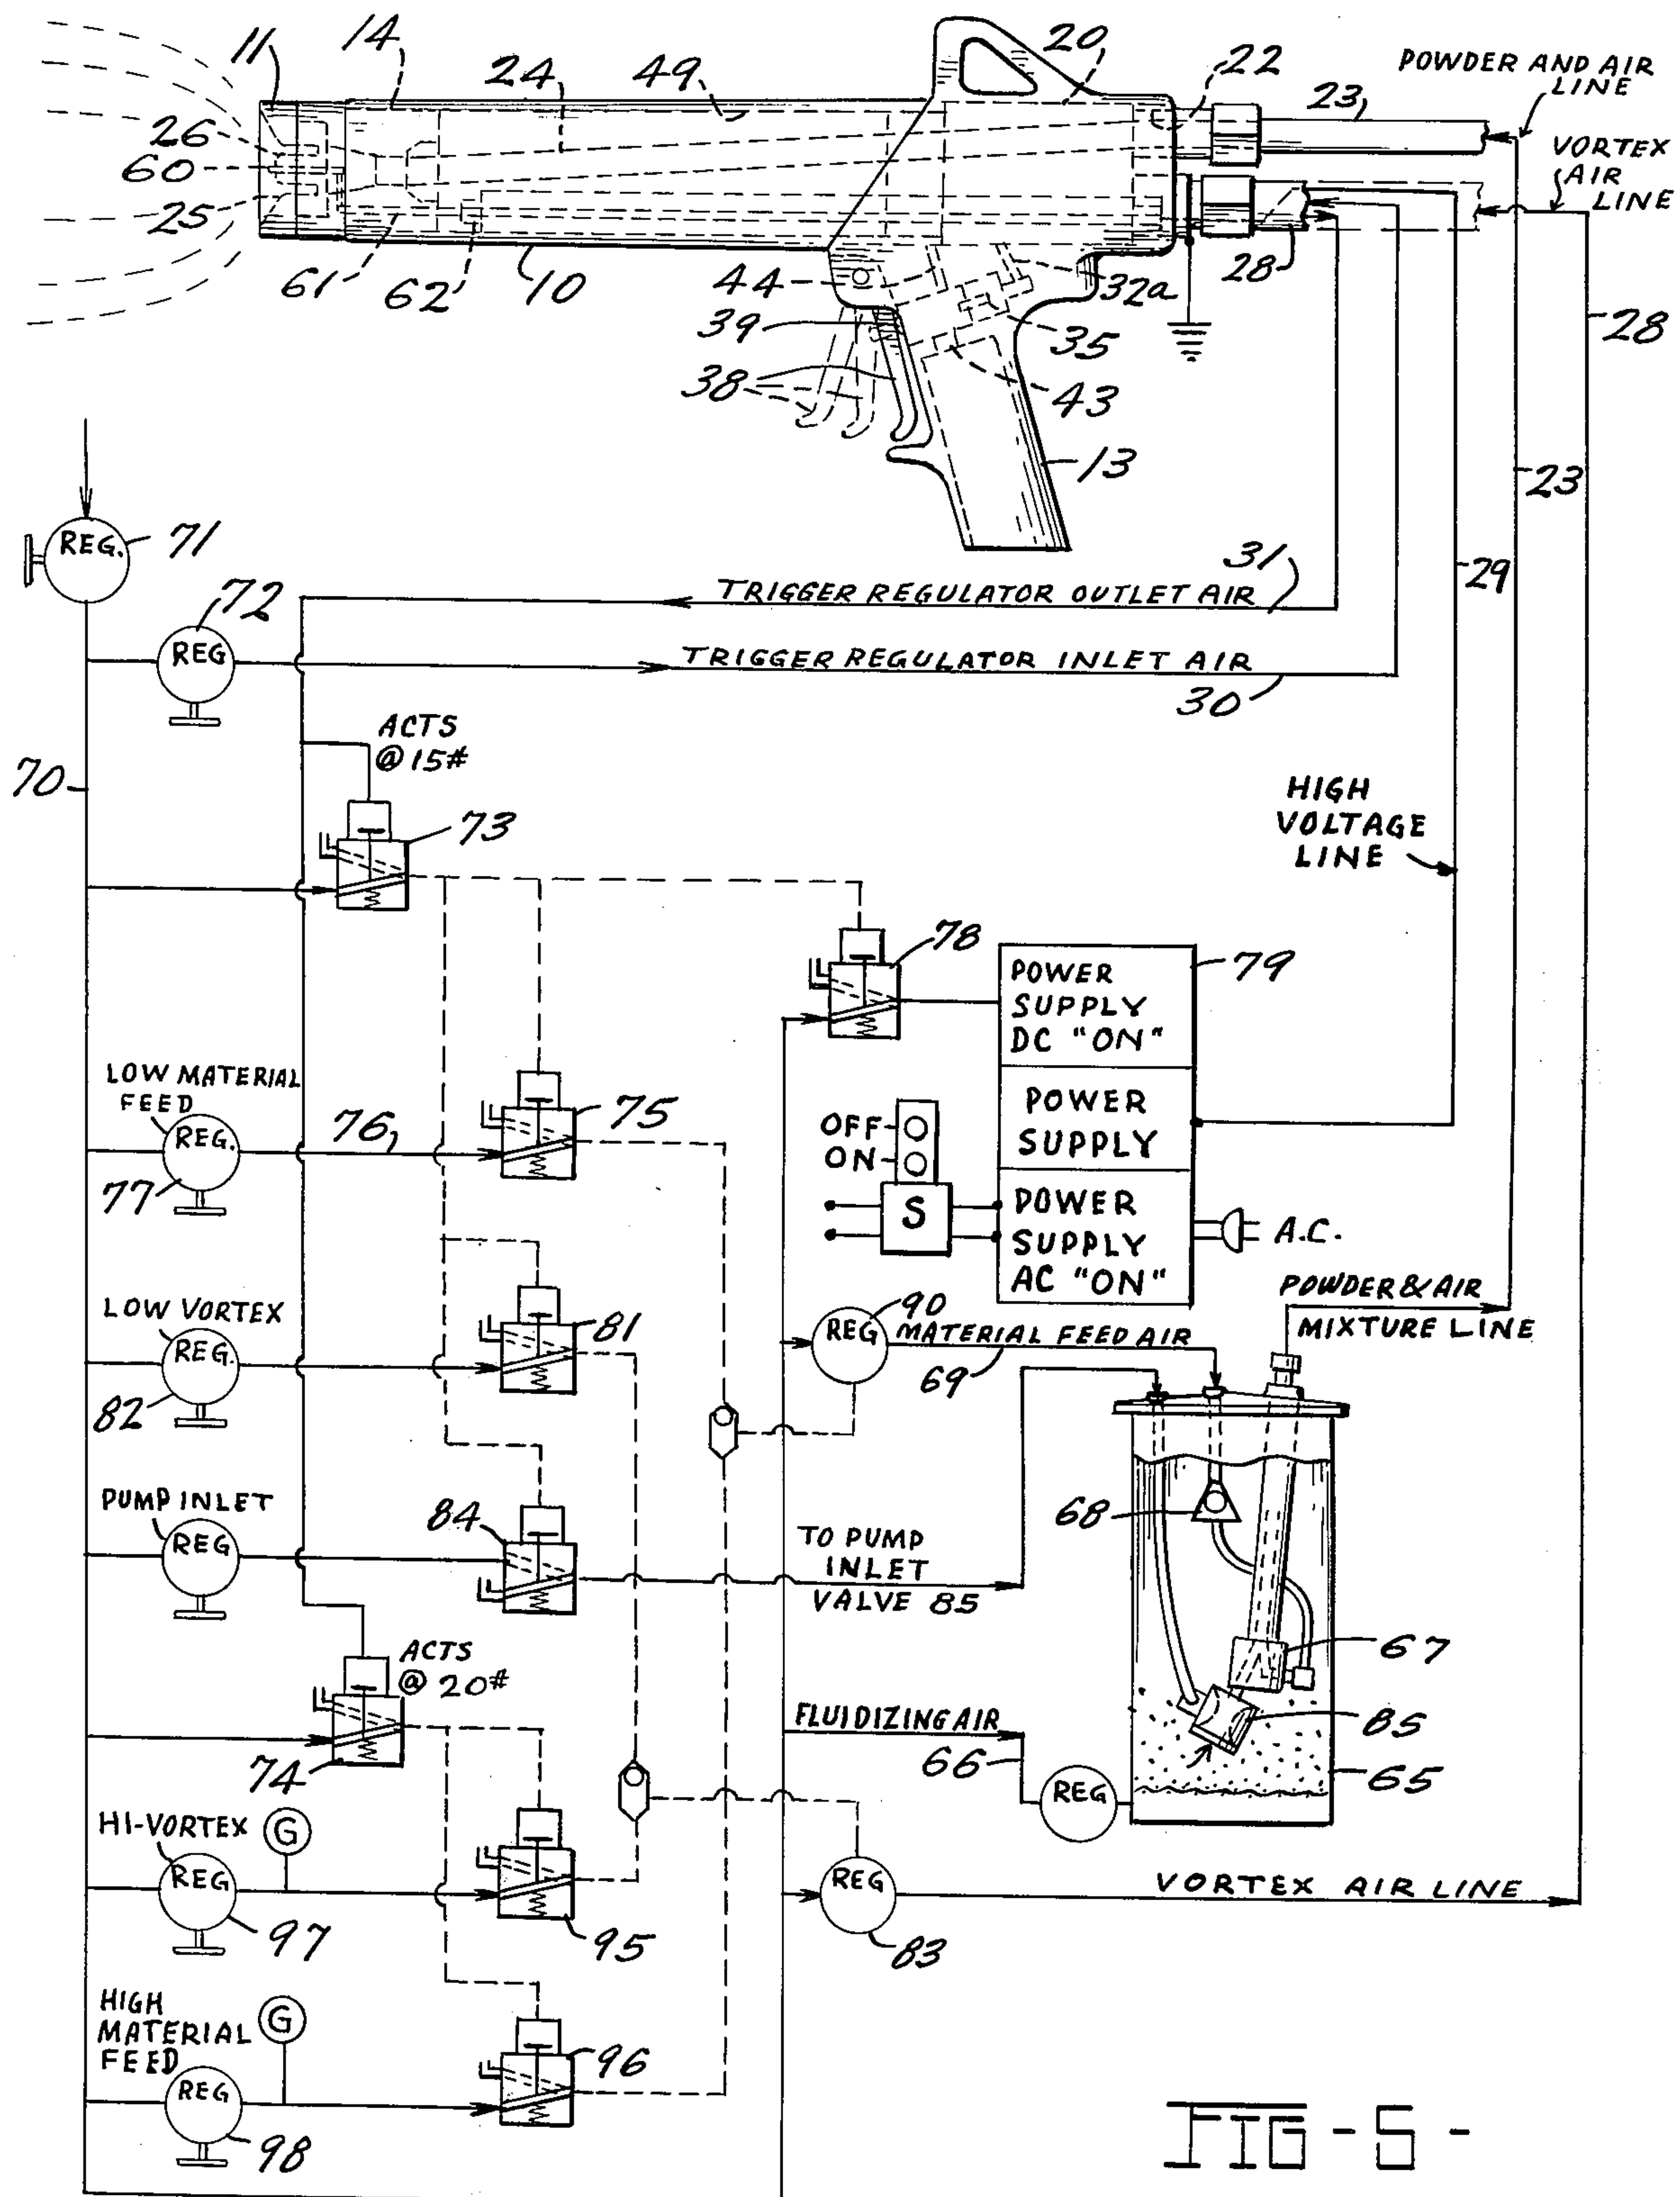 11
14
24
49
20
22
POWDER AND AIR
LINE
23
VORTEX
AIR
LINE
26
60
25
61
62
10
44
39
38
32a
35
43
13
28
28
23
29
REG. 71
72
REG
31
TRIGGER REGULATOR OUTLET AIR
TRIGGER REGULATOR INLET AIR
30
ACTS
@ 15#
70
73
HIGH
VOLTAGE
LINE
78
79
POWER
SUPPLY
DC "ON"
POWER
SUPPLY
POWER
SUPPLY
AC "ON"
OFF
ON
S
A.C.
LOW MATERIAL
FEED
REG.
77
76
75
LOW VORTEX
REG.
82
81
90
REG
MATERIAL FEED AIR
69
POWDER & AIR
MIXTURE LINE
PUMP INLET
REG
84
TO PUMP
INLET
VALVE 85
68
67
85
65
ACTS
@ 20#
74
FLUIDIZING AIR
66
REG
HI-VORTEX
G
REG
97
95
REG
83
VORTEX AIR LINE
HIGH
MATERIAL
FEED
G
REG
98
96
FIG-5-